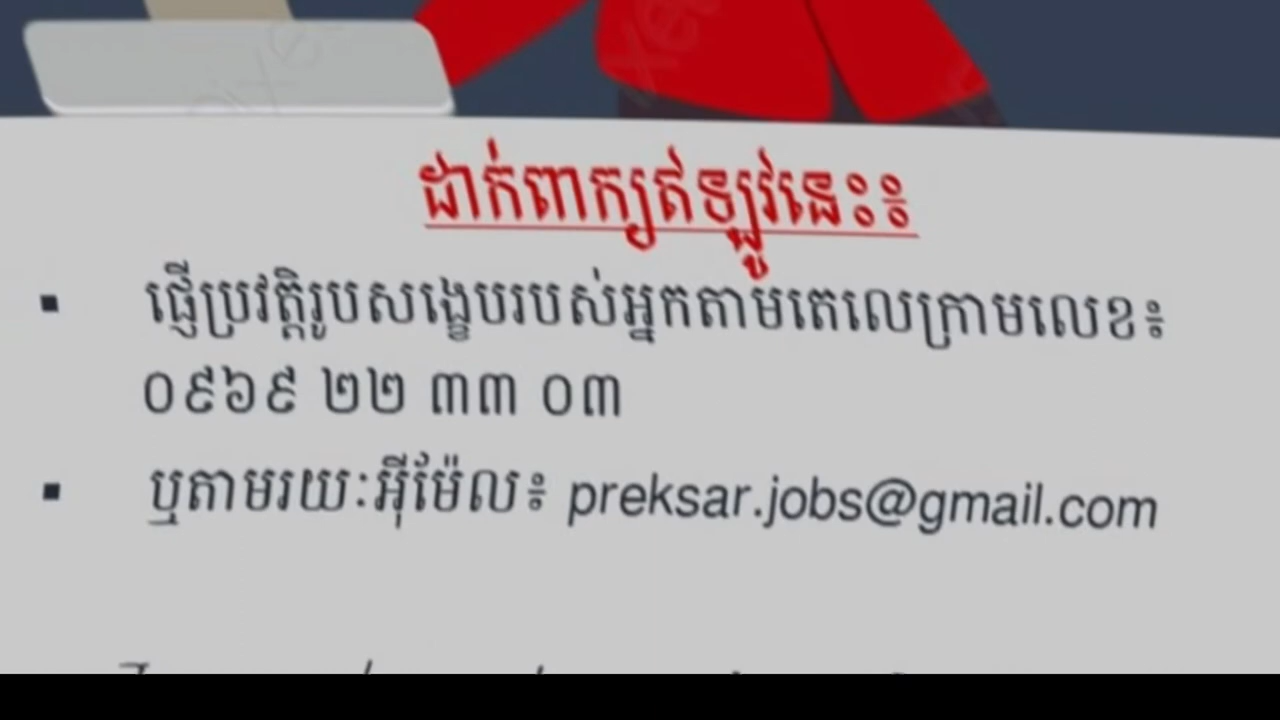 ដាក់ពាក្យឥឡូវនេះ៖
▪ ផ្ញើប្រវត្តិរូបសង្ខេបរបស់អ្នកតាមតេលេក្រាមលេខ៖
០៩៦៩ ២២ ៣៣ ០៣
▪ ឬតាមរយៈអ៊ីម៉ែល៖ preksar.jobs@gmail.com